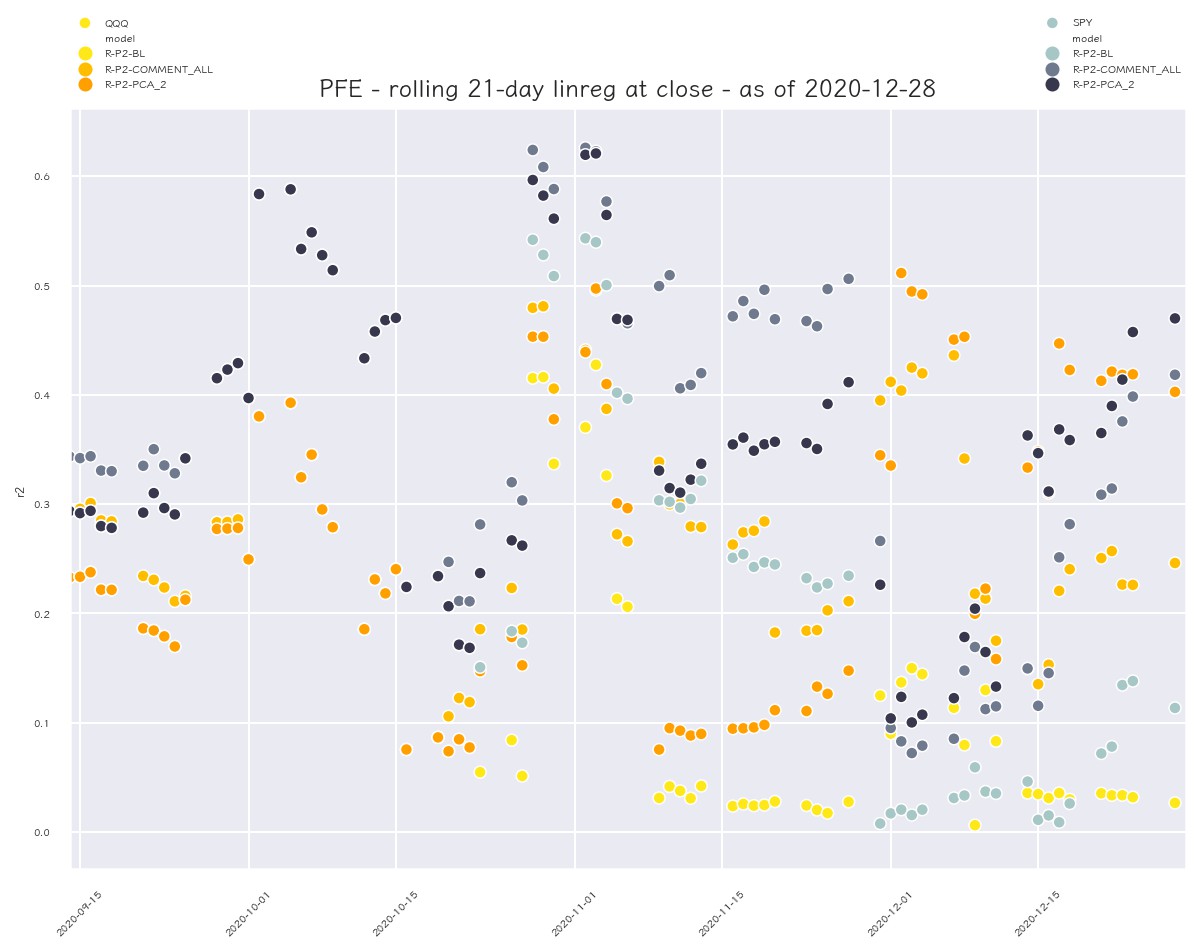 QQQ
model
R-P2-BL
R-P2-COMMENT_ALL
R-P2-PCA_2
SPY
model
R-P2-BL
R-P2-COMMENT_ALL
R-P2-PCA_2
PFE - rolling 21-day linreg at close - as of 2020-12-28
0.6
0.5
0.4
0.3
0.2
0.1
0.0
r2
2020-09-15
2020-10-01
2020-10-15
2020-11-01
2020-11-15
2020-12-01
2020-12-15